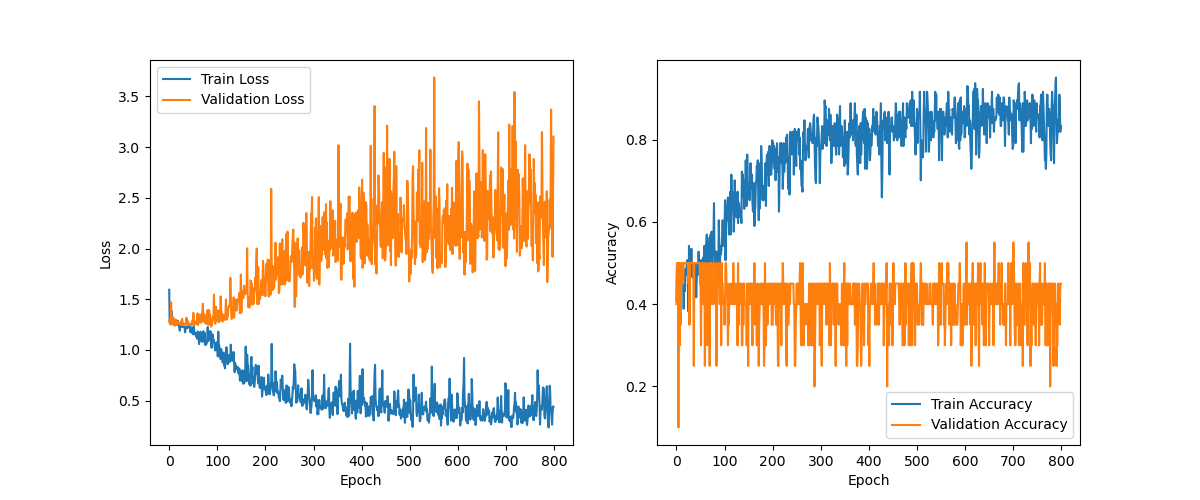 Train Loss
Validation Loss
3.5
3.0
2.5
2.0
1.5
1.0
0.5
Loss
0 100 200 300 400 500 600 700 800
Epoch
0.8
0.6
0.4
0.2
Accuracy
Train Accuracy
Validation Accuracy
0 100 200 300 400 500 600 700 800
Epoch